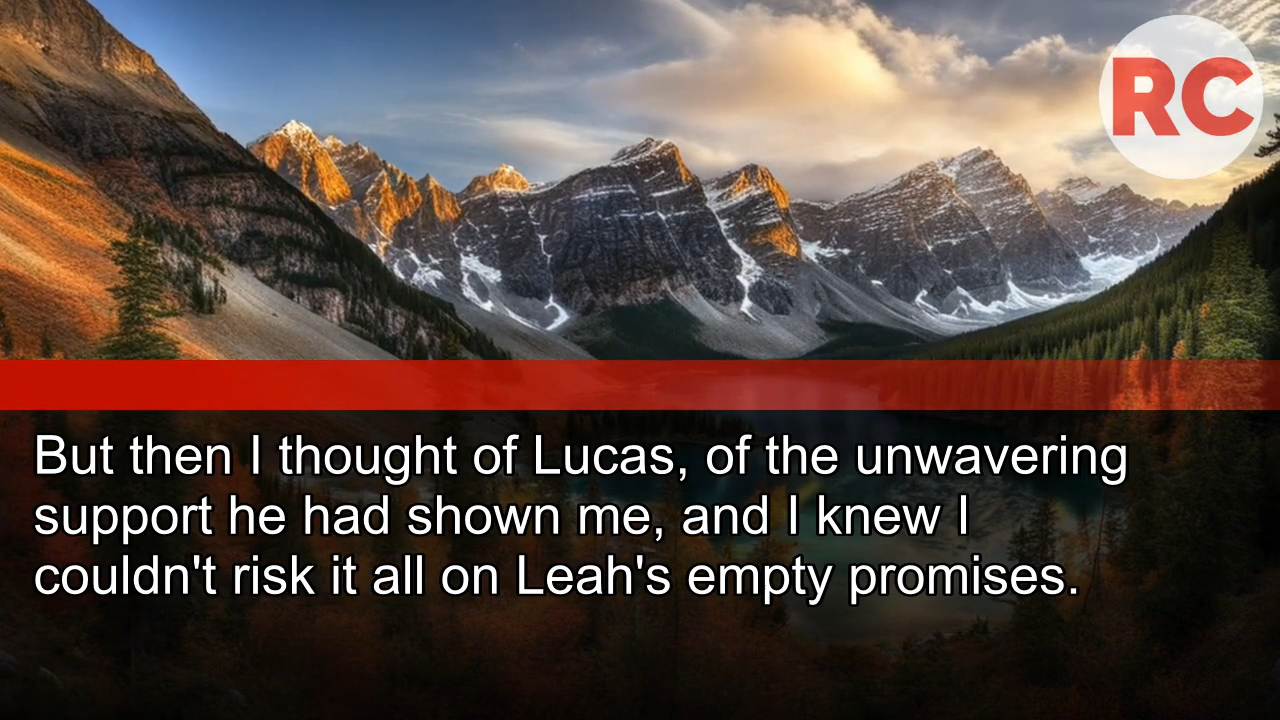 RC
But then I thought of Lucas, of the unwavering
support he had shown me, and I knew I
couldn't risk it all on Leah's empty promises.